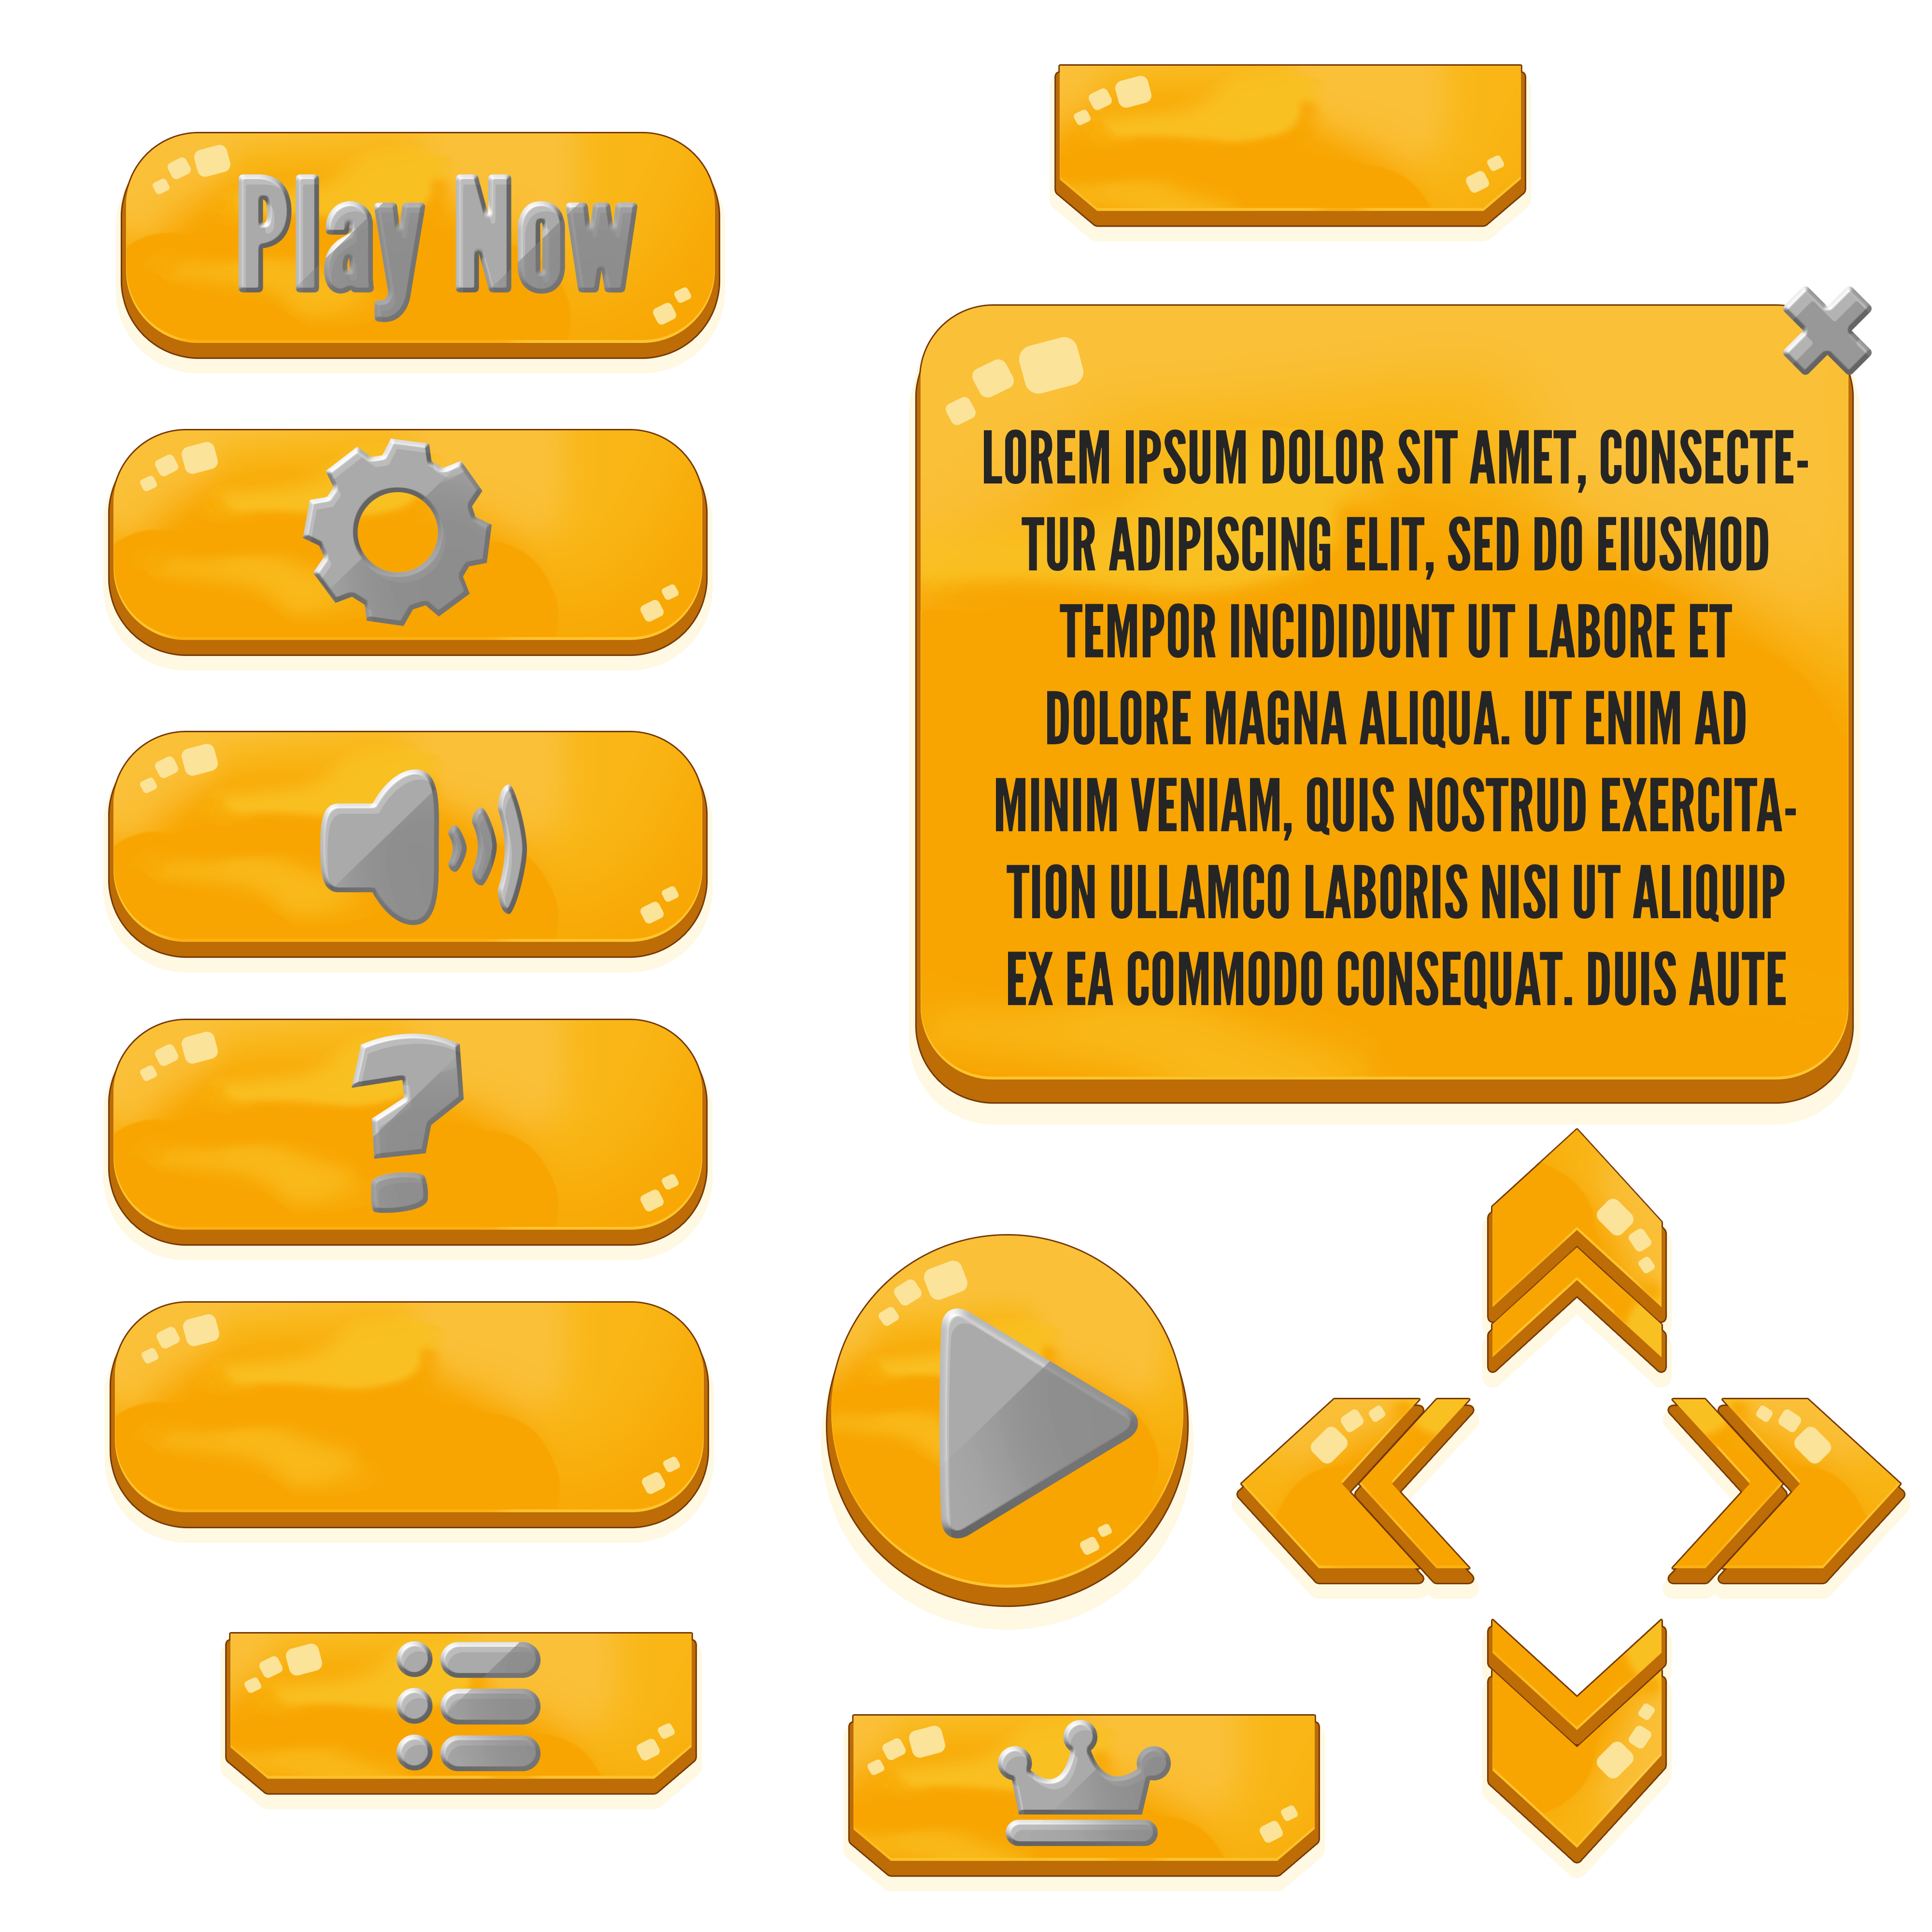 Play Now
LOREM IPSUM DOLOR SIT AMET, CONSECTE-
TUR ADIPISCING ELIT, SED DO EIUSMOD
TEMPOR INCIDIDUNT UT LABORE ET
DOLORE MAGNA ALIQUA. UT ENIM AD
MINIM VENIAM, QUIS NOSTRUD EXERCITA-
TION ULLAMCO LABORIS NISI UT ALIQUIP
EX EA COMMODO CONSEQUAT. DUIS AUTE
?